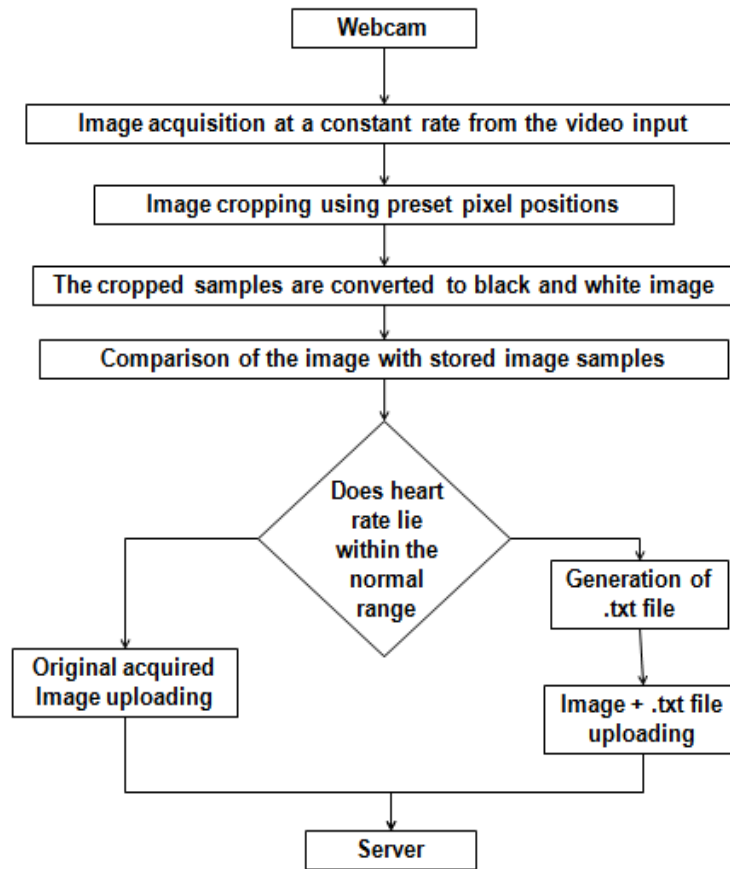 Webcam
Image acquisition at a constant rate from the video input
Image cropping using preset pixel positions
The cropped samples are converted to black and white image
Comparison of the image with stored image samples
Does heart
rate lie
within the
normal
range
Generation of
.txt file
Original acquired
Image uploading
Image + .txt file
uploading
Server